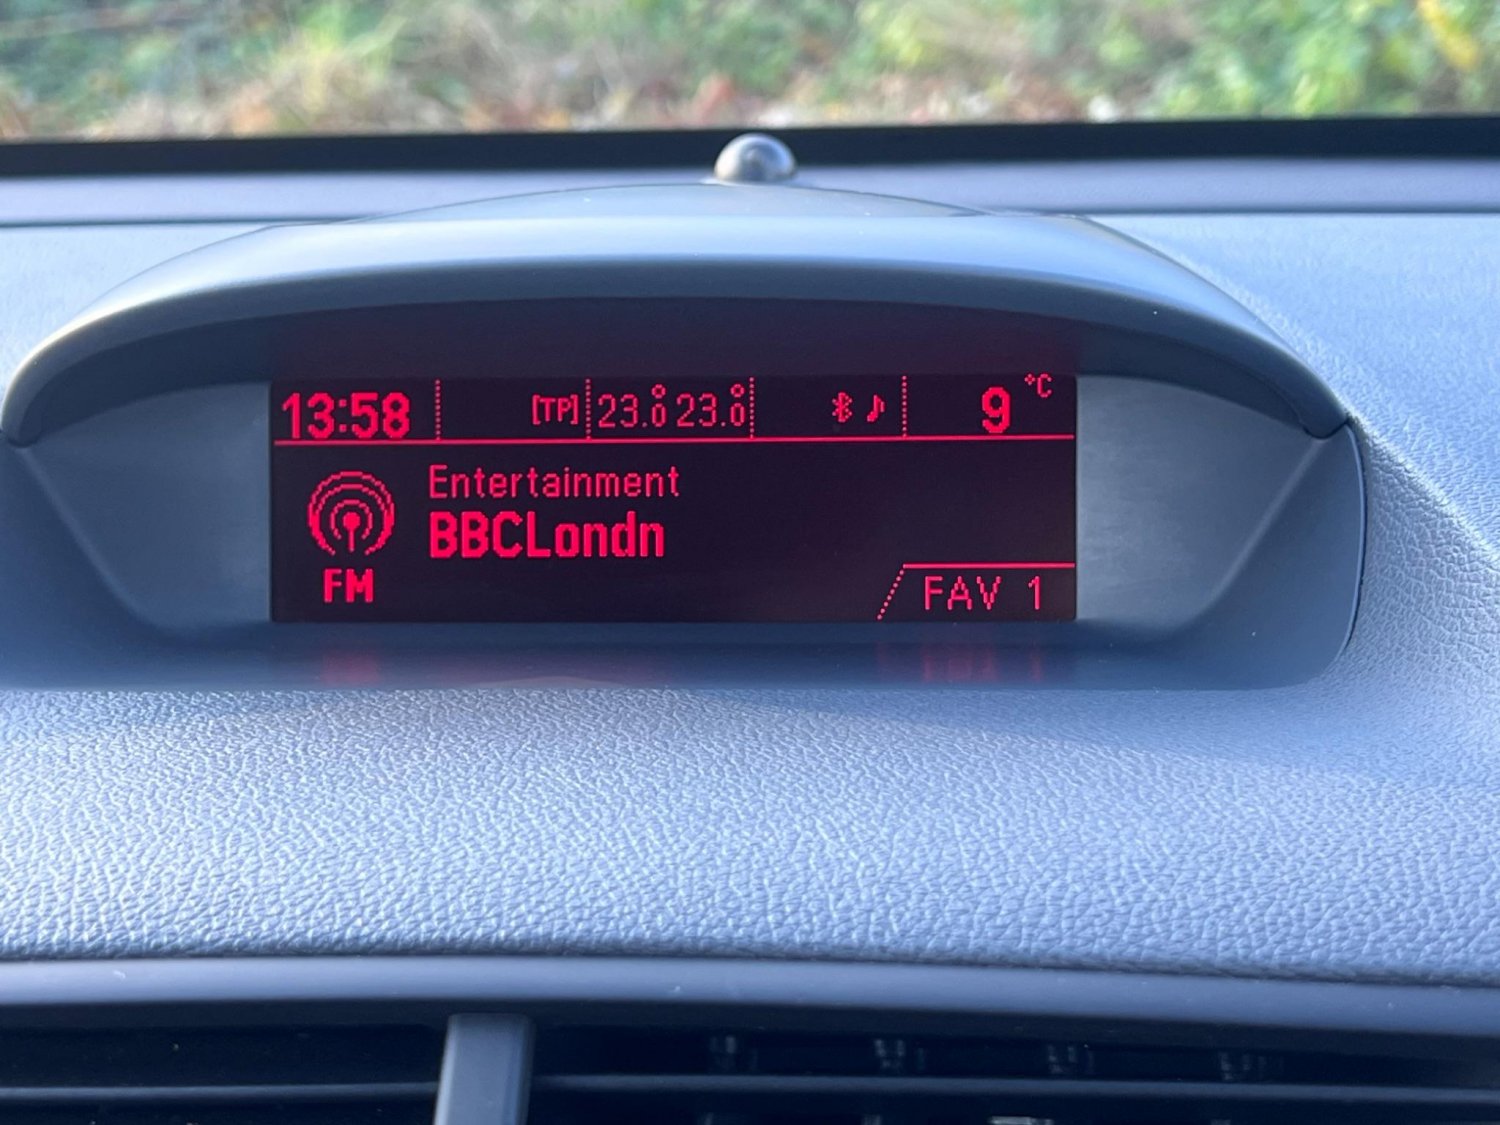 13:58 [TP] 23.0° 23.0° 9 °C
Entertainment
BBCLondn
FM
FAV 1